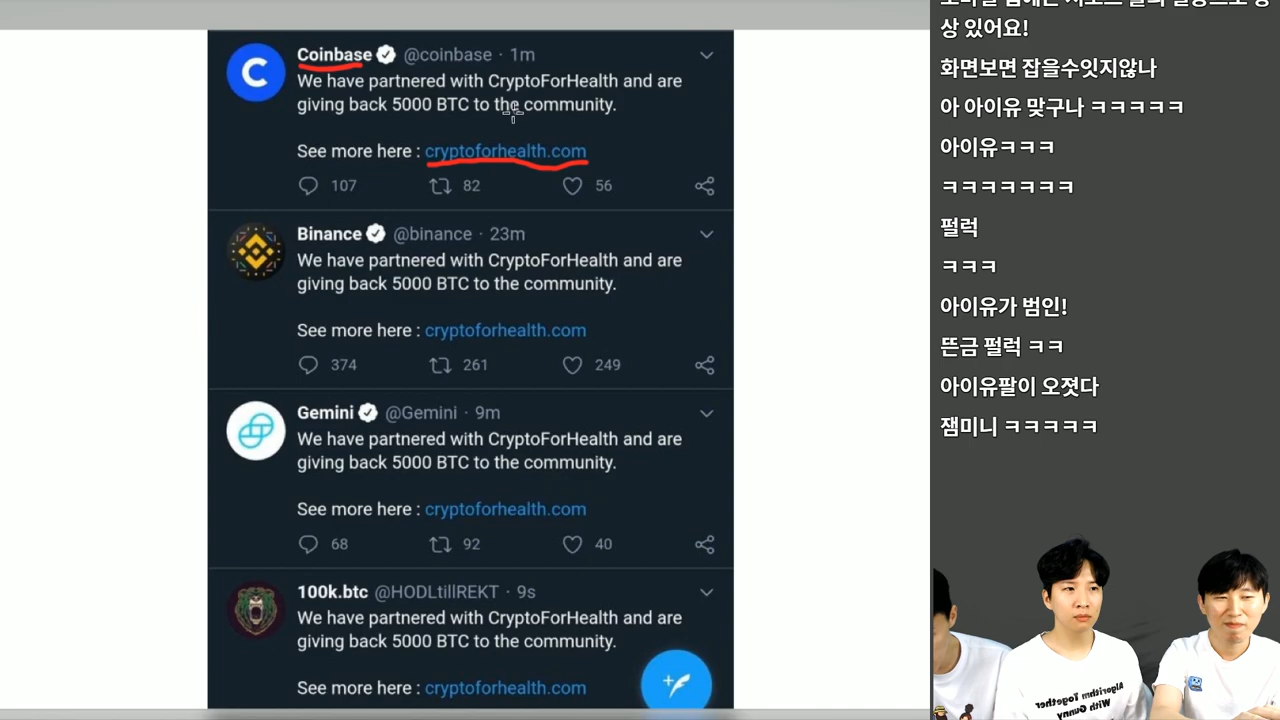 Coinbase @coinbase · 1m
We have partnered with CryptoForHealth and are
giving back 5000 BTC to the community.
See more here : cryptoforhealth.com
107 82 56
Binance @binance · 23m
We have partnered with CryptoForHealth and are
giving back 5000 BTC to the community.
See more here : cryptoforhealth.com
374 261 249
Gemini @Gemini · 9m
We have partnered with CryptoForHealth and are
giving back 5000 BTC to the community.
See more here : cryptoforhealth.com
68 92 40
100k.btc @HODLtillREKT · 9s
We have partnered with CryptoForHealth and are
giving back 5000 BTC to the community.
See more here : cryptoforhealth.com
상 있어요!
화면보면 잡을수잇지않나
아 아이유 맞구나 ㅋㅋㅋㅋㅋ
아이유ㅋㅋㅋ
ㅋㅋㅋㅋㅋㅋㅋ
펄럭
ㅋㅋㅋ
아이유가 범인!
뜬금 펄럭 ㅋㅋ
아이유팔이 오졋다
잼미니 ㅋㅋㅋㅋㅋ
Algorithm Together
With Gunny